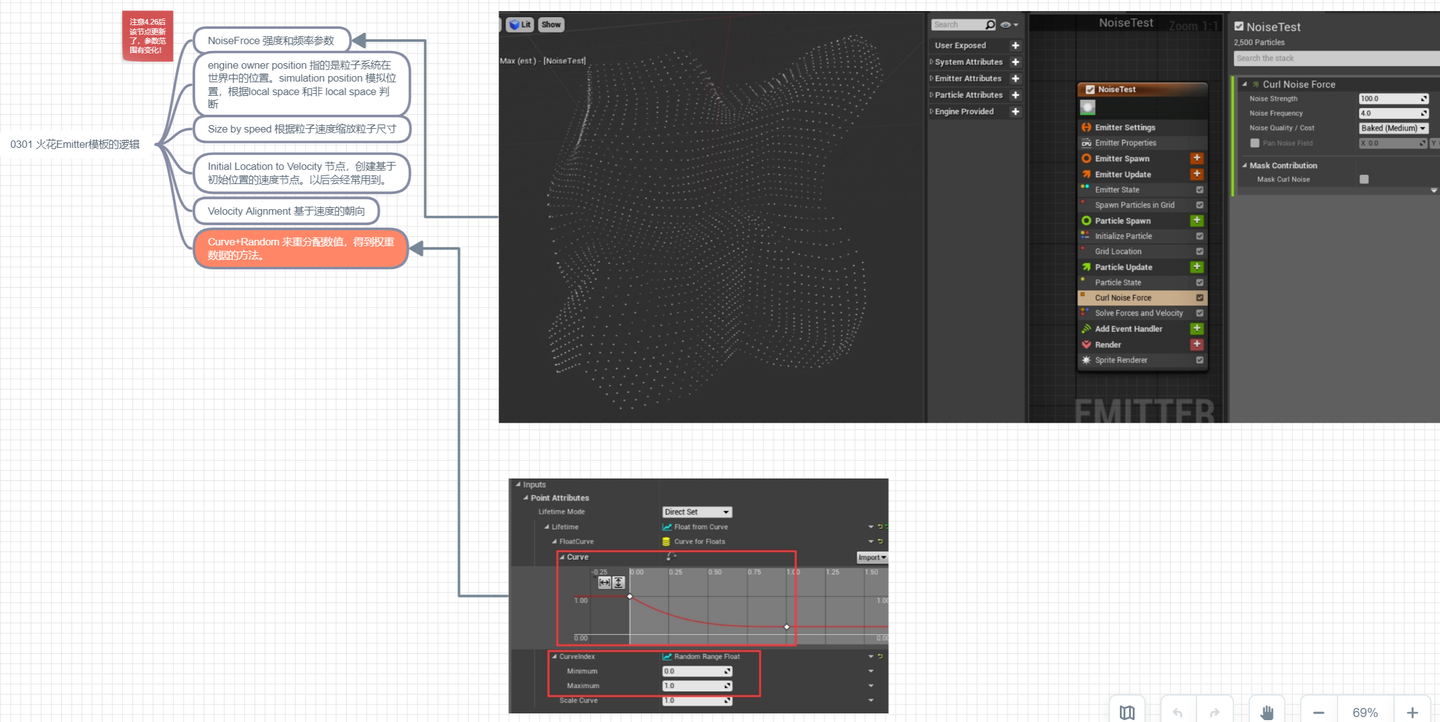 注意4.26后
该节点更新
了，参数范
围有变化!
0301 火花Emitter模板的逻辑
NoiseFroce 强度和频率参数
engine owner position 指的是粒子系统在
世界中的位置。simulation position 模拟位
置，根据local space 和非 local space 判
断
Size by speed 根据粒子速度缩放粒子尺寸
Initial Location to Velocity 节点，创建基于
初始位置的速度节点。以后会经常用到。
Velocity Alignment 基于速度的朝向
Curve+Random 来重分配数值，得到权重
数据的方法。
Lit
Show
Max (est.) - [NoiseTest]
Search
User Exposed
System Attributes
Emitter Attributes
Particle Attributes
Engine Provided
NoiseTest
Zoom 1:1
NoiseTest
Emitter Settings
Emitter Properties
Emitter Spawn
Emitter Update
Emitter State
Spawn Particles in Grid
Particle Spawn
Initialize Particle
Grid Location
Particle Update
Particle State
Curl Noise Force
Solve Forces and Velocity
Add Event Handler
Render
Sprite Renderer
EMITTER
NoiseTest
2,500 Particles
Search the stack
Curl Noise Force
Noise Strength 100.0
Noise Frequency 4.0
Noise Quality / Cost Baked (Medium)
Pan Noise Field X 0.0 Y
Mask Contribution
Mask Curl Noise
Inputs
Point Attributes
Lifetime Mode Direct Set
Lifetime Float from Curve
FloatCurve Curve for Floats
Curve Import
-0.25 0.00 0.25 0.50 0.75 1.00 1.25 1.50
1.00 1.00
0.00 0.00
CurveIndex Random Range Float
Minimum 0.0
Maximum 1.0
Scale Curve 1.0
69%